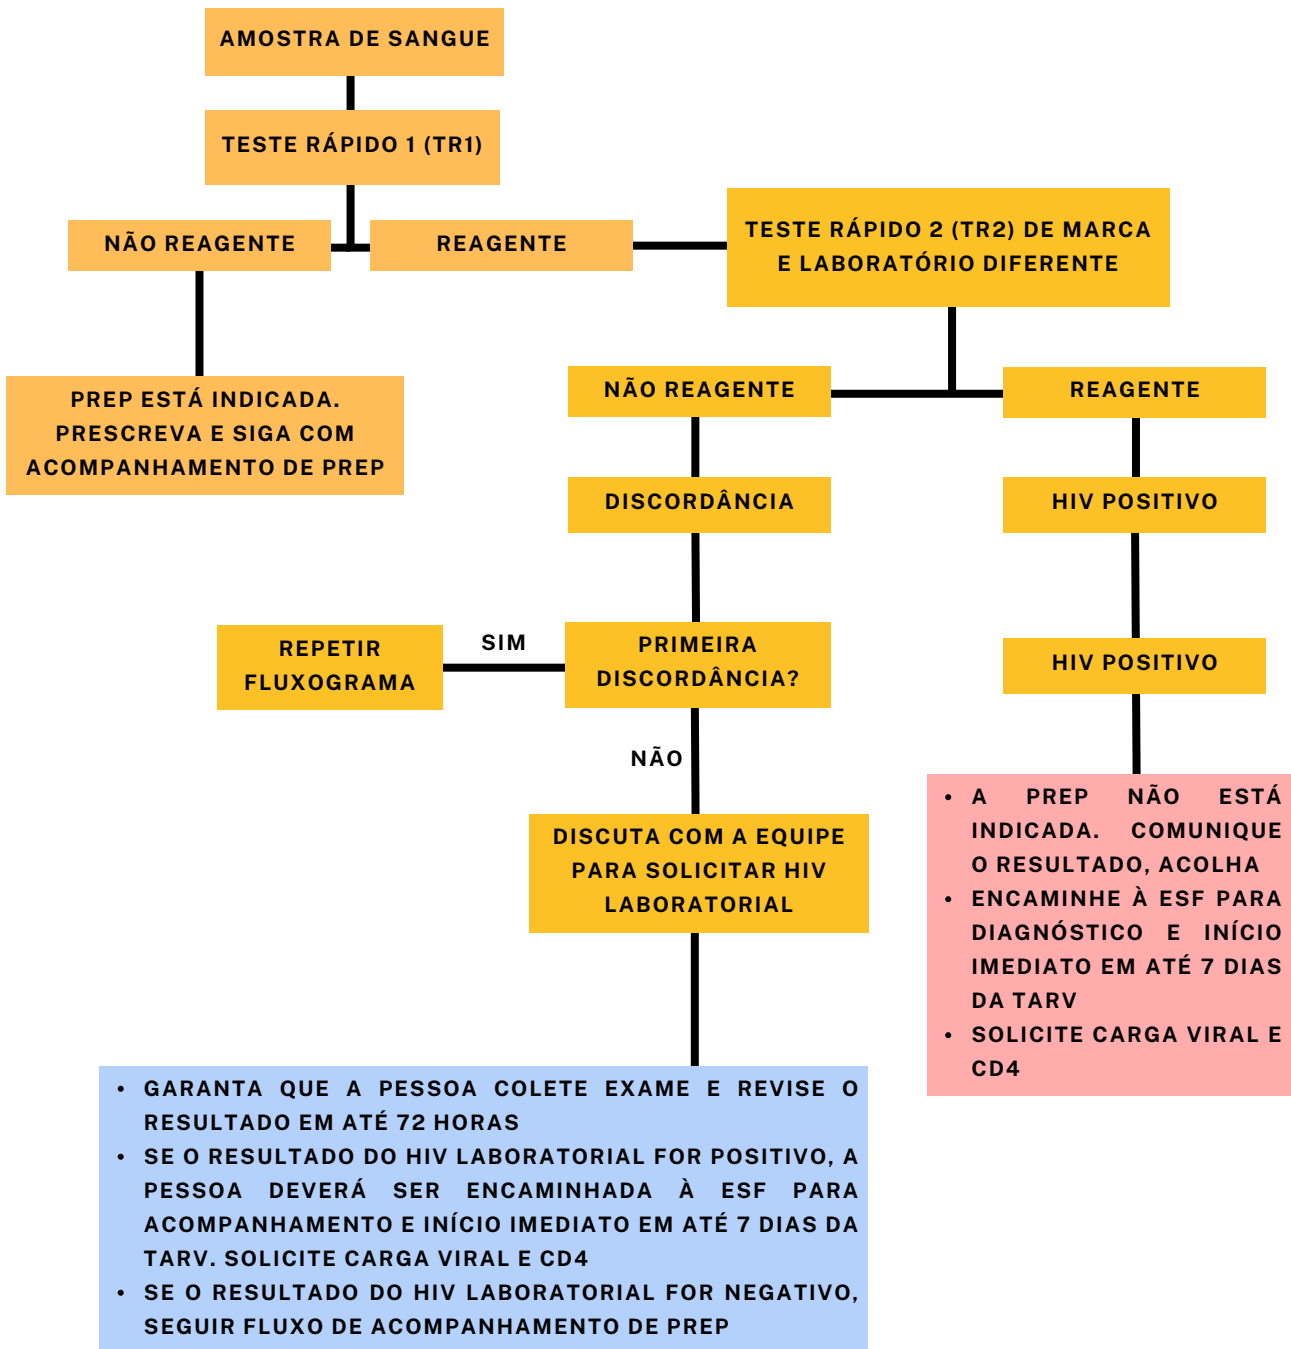 AMOSTRA DE SANGUE
TESTE RÁPIDO 1 (TR1)
NÃO REAGENTE
REAGENTE
TESTE RÁPIDO 2 (TR2) DE MARCA
E LABORATÓRIO DIFERENTE
PREP ESTÁ INDICADA.
PRESCREVA E SIGA COM
ACOMPANHAMENTO DE PREP
NÃO REAGENTE
REAGENTE
DISCORDÂNCIA
HIV POSITIVO
REPETIR
FLUXOGRAMA
SIM
PRIMEIRA
DISCORDÂNCIA?
HIV POSITIVO
NÃO
DISCUTA COM A EQUIPE
PARA SOLICITAR HIV
LABORATORIAL
• A PREP NÃO ESTÁ
INDICADA. COMUNIQUE
O RESULTADO, ACOLHA
• ENCAMINHE À ESF PARA
DIAGNÓSTICO E INÍCIO
IMEDIATO EM ATÉ 7 DIAS
DA TARV
• SOLICITE CARGA VIRAL E
CD4
• GARANTA QUE A PESSOA COLETE EXAME E REVISE O
RESULTADO EM ATÉ 72 HORAS
• SE O RESULTADO DO HIV LABORATORIAL FOR POSITIVO, A
PESSOA DEVERÁ SER ENCAMINHADA À ESF PARA
ACOMPANHAMENTO E INÍCIO IMEDIATO EM ATÉ 7 DIAS DA
TARV. SOLICITE CARGA VIRAL E CD4
• SE O RESULTADO DO HIV LABORATORIAL FOR NEGATIVO,
SEGUIR FLUXO DE ACOMPANHAMENTO DE PREP